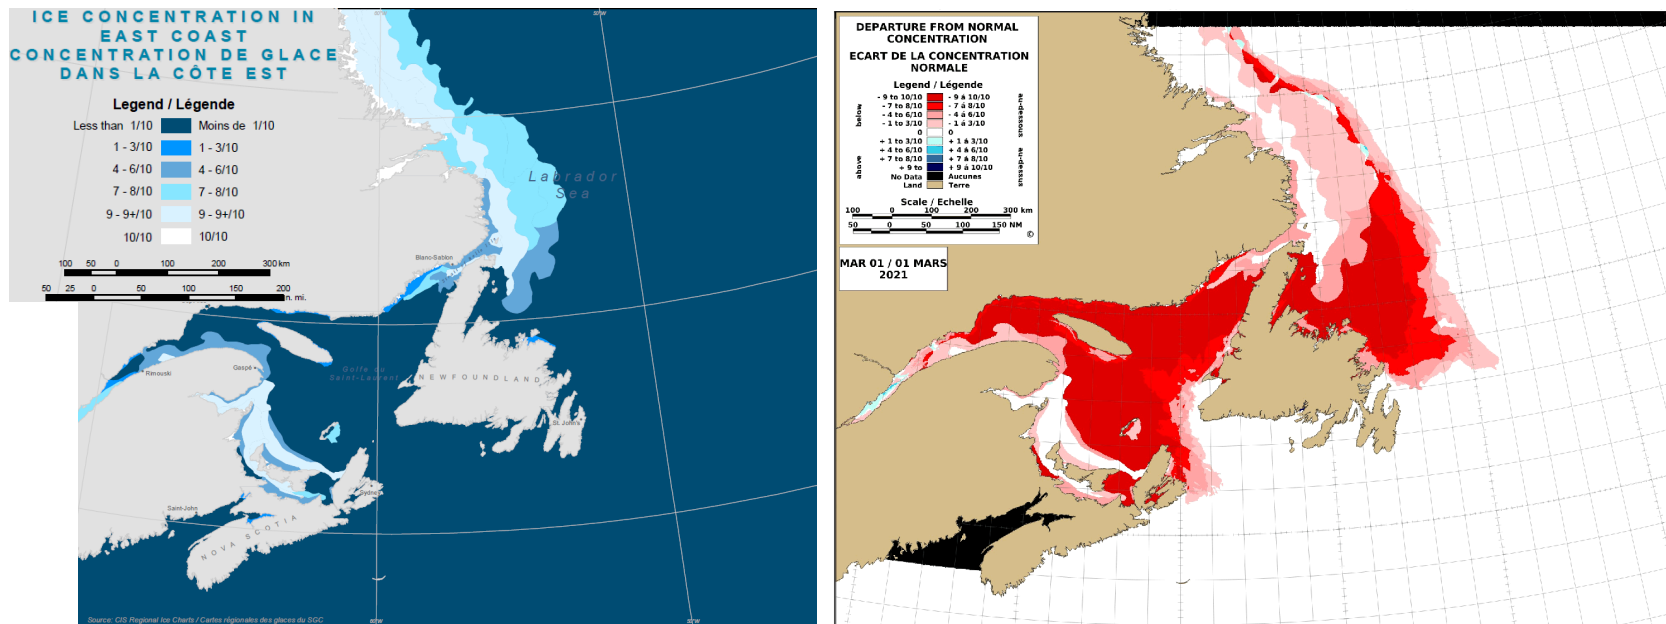 ICE CONCENTRATION IN
EAST COAST
CONCENTRATION DE GLACE
DANS LA CÔTE EST
Legend / Légende
Less than 1/10 Moins de 1/10
1 - 3/10 1 - 3/10
4 - 6/10 4 - 6/10
7 - 8/10 7 - 8/10
9 - 9+/10 9 - 9+/10
10/10 10/10
100 50 0 100 200 300 km
50 25 0 50 100 150 200 n. mi.
Labrador
Sea
Blanc-Sablon
Rimouski
Gaspé
Golfe du
Saint-Laurent
NEWFOUNDLAND
St. John's
Sydney
Saint-John
NOVA SCOTIA
Source: CIS Regional Ice Charts / Cartes régionales des glaces du SGC
DEPARTURE FROM NORMAL
CONCENTRATION
ECART DE LA CONCENTRATION
NORMALE
Legend / Légende
below
au-dessous
- 9 to 10/10 - 9 á 10/10
- 7 to 8/10 - 7 á 8/10
- 4 to 6/10 - 4 á 6/10
- 1 to 3/10 - 1 á 3/10
0 0
above
au-dessus
+ 1 to 3/10 + 1 á 3/10
+ 4 to 6/10 + 4 á 6/10
+ 7 to 8/10 + 7 á 8/10
+ 9 to + 9 á 10/10
No Data Aucunes
Land Terre
Scale / Echelle
100 0 100 200 300 km
50 0 50 100 150 NM
©
MAR 01 / 01 MARS
2021